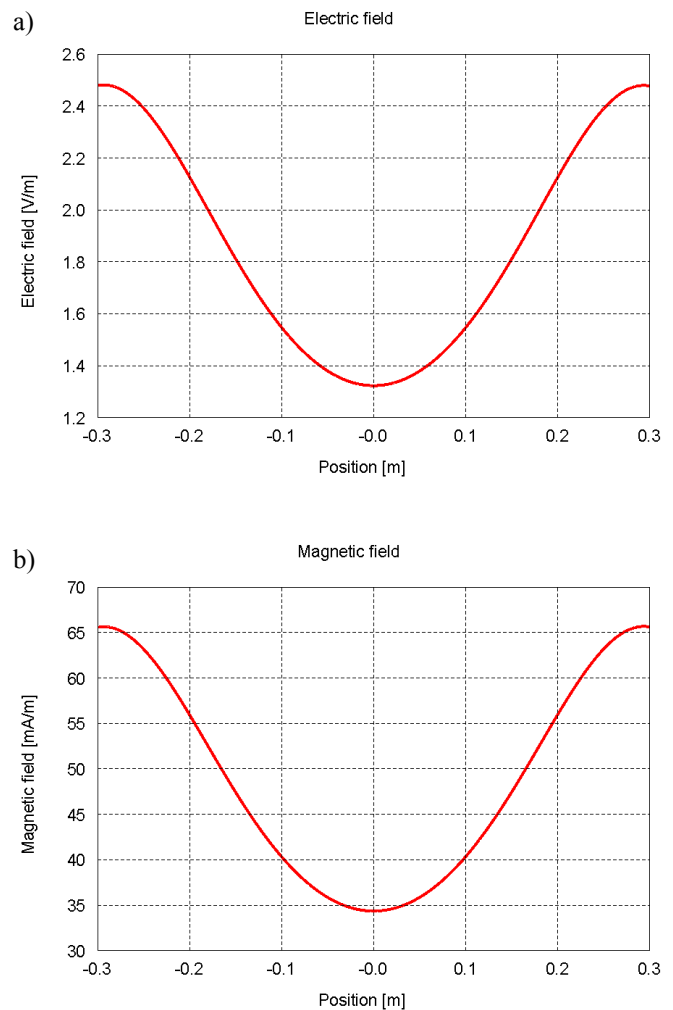 a)
Electric field
2.6
2.4
2.2
2.0
1.8
1.6
1.4
1.2
Electric field [V/m]
-0.3 -0.2 -0.1 -0.0 0.1 0.2 0.3
Position [m]
b)
Magnetic field
70
65
60
55
50
45
40
35
30
Magnetic field [mA/m]
-0.3 -0.2 -0.1 -0.0 0.1 0.2 0.3
Position [m]